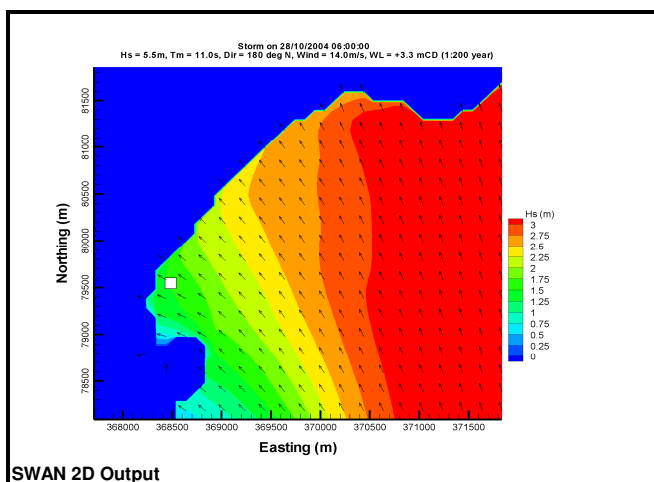 Storm on 28/10/2004 06:00:00
Hs = 5.5m, Tm = 11.0s, Dir = 180 deg N, Wind = 14.0m/s, WL = +3.3 mCD (1:200 year)
81500
81000
80500
80000
79500
79000
78500
Northing (m)
368000 368500 369000 369500 370000 370500 371000 371500
Easting (m)
Hs (m)
3
2.75
2.5
2.25
2
1.75
1.5
1.25
1
0.75
0.5
0.25
0
SWAN 2D Output